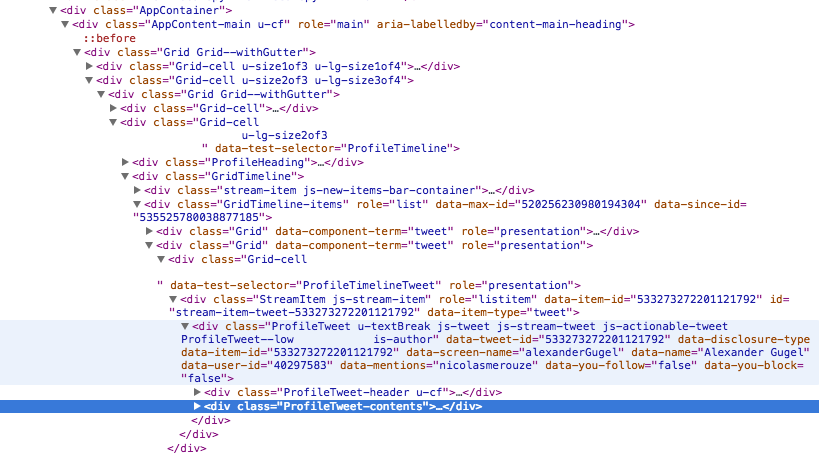 ▼<div class="AppContainer">
▼<div class="AppContent-main u-cf" role="main" aria-labelledby="content-main-heading">
::before
▼<div class="Grid Grid--withGutter">
▶<div class="Grid-cell u-size1of3 u-lg-size1of4">…</div>
▼<div class="Grid-cell u-size2of3 u-lg-size3of4">
▼<div class="Grid Grid--withGutter">
▶<div class="Grid-cell">…</div>
▼<div class="Grid-cell
u-lg-size2of3
" data-test-selector="ProfileTimeline">
▶<div class="ProfileHeading">…</div>
▼<div class="GridTimeline">
▶<div class="stream-item js-new-items-bar-container">…</div>
▼<div class="GridTimeline-items" role="list" data-max-id="520256230980194304" data-since-id=
"535525780038877185">
▶<div class="Grid" data-component-term="tweet" role="presentation">…</div>
▼<div class="Grid" data-component-term="tweet" role="presentation">
▼<div class="Grid-cell
" data-test-selector="ProfileTimelineTweet" role="presentation">
▼<div class="StreamItem js-stream-item" role="listitem" data-item-id="533273272201121792" id=
"stream-item-tweet-533273272201121792" data-item-type="tweet">
▼<div class="ProfileTweet u-textBreak js-tweet js-stream-tweet js-actionable-tweet
ProfileTweet--low is-author" data-tweet-id="533273272201121792" data-disclosure-type
data-item-id="533273272201121792" data-screen-name="alexanderGugel" data-name="Alexander Gugel"
data-user-id="40297583" data-mentions="nicolasmerouze" data-you-follow="false" data-you-block=
"false">
▶<div class="ProfileTweet-header u-cf">…</div>
▶<div class="ProfileTweet-contents">…</div>
</div>
</div>
</div>